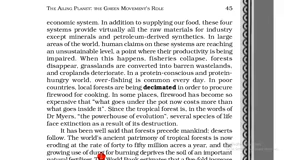 THE AILING PLANET: THE GREEN MOVEMENT'S ROLE 45
economic system. In addition to supplying our food, these four
systems provide virtually all the raw materials for industry
except minerals and petroleum-derived synthetics. In large
areas of the world, human claims on these systems are reaching
an unsustainable level, a point where their productivity is being
impaired. When this happens, fisheries collapse, forests
disappear, grasslands are converted into barren wastelands,
and croplands deteriorate. In a protein-conscious and protein-
hungry world, over-fishing is common every day. In poor
countries, local forests are being decimated in order to procure
firewood for cooking. In some places, firewood has become so
expensive that "what goes under the pot now costs more than
what goes inside it". Since the tropical forest is, in the words of
Dr Myers, "the powerhouse of evolution", several species of life
face extinction as a result of its destruction.
It has been well said that forests precede mankind; deserts
follow. The world's ancient patrimony of tropical forests is now
eroding at the rate of forty to fifty million acres a year, and the
growing use of dung for burning deprives the soil of an important
natural fertiliser. The World Bank estimates that a five-fold increase